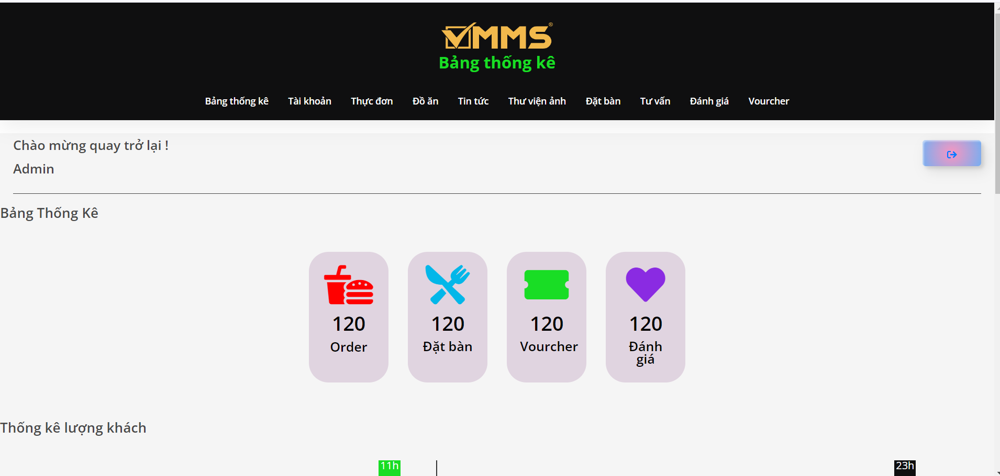 MMS®
Bảng thống kê
Bảng thống kê Tài khoản Thực đơn Đồ ăn Tin tức Thư viện ảnh Đặt bàn Tư vấn Đánh giá Vourcher
Chào mừng quay trở lại !
Admin
Bảng Thống Kê
120 120 120 120
Order Đặt bàn Vourcher Đánh
giá
Thống kê lượng khách
11h 23h